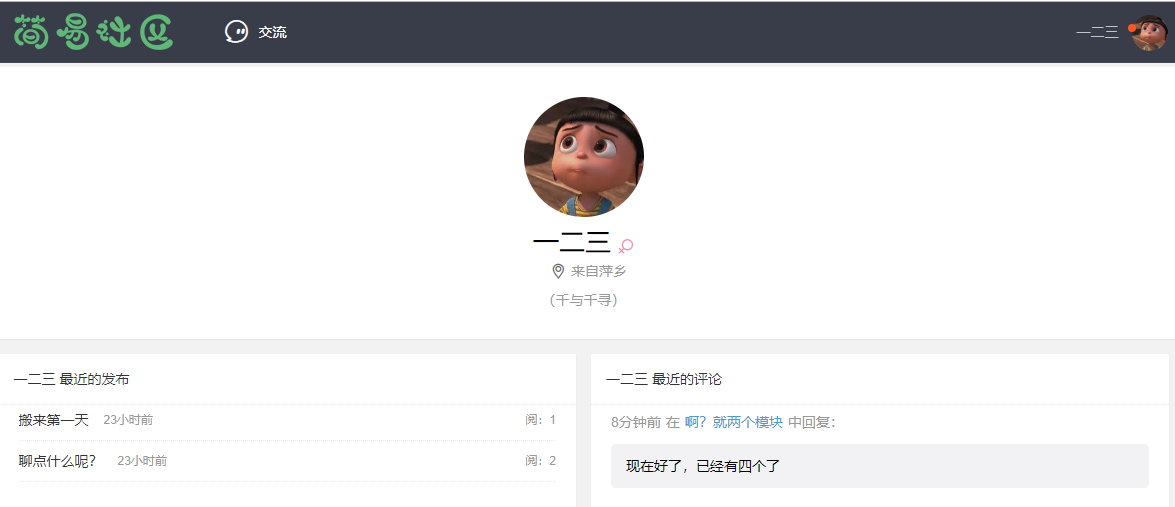 简易社区
交流
一二三
一二三
来自萍乡
(千与千寻)
一二三 最近的发布
搬来第一天 23小时前 阅：1
聊点什么呢？ 23小时前 阅：2
一二三 最近的评论
8分钟前 在 啊？就两个模块 中回复：
现在好了，已经有四个了